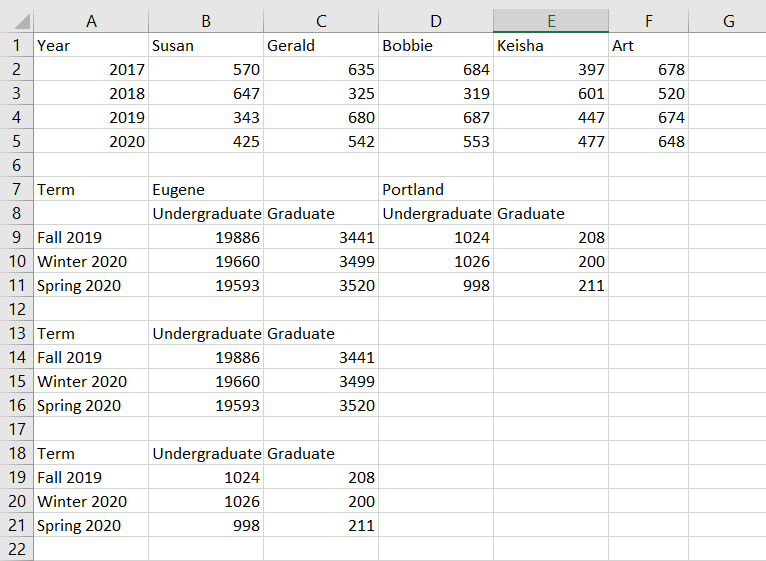 A B C D E F G
1 Year Susan Gerald Bobbie Keisha Art
2 2017 570 635 684 397 678
3 2018 647 325 319 601 520
4 2019 343 680 687 447 674
5 2020 425 542 553 477 648
6
7 Term Eugene Portland
8 Undergraduate Graduate Undergraduate Graduate
9 Fall 2019 19886 3441 1024 208
10 Winter 2020 19660 3499 1026 200
11 Spring 2020 19593 3520 998 211
12
13 Term Undergraduate Graduate
14 Fall 2019 19886 3441
15 Winter 2020 19660 3499
16 Spring 2020 19593 3520
17
18 Term Undergraduate Graduate
19 Fall 2019 1024 208
20 Winter 2020 1026 200
21 Spring 2020 998 211
22